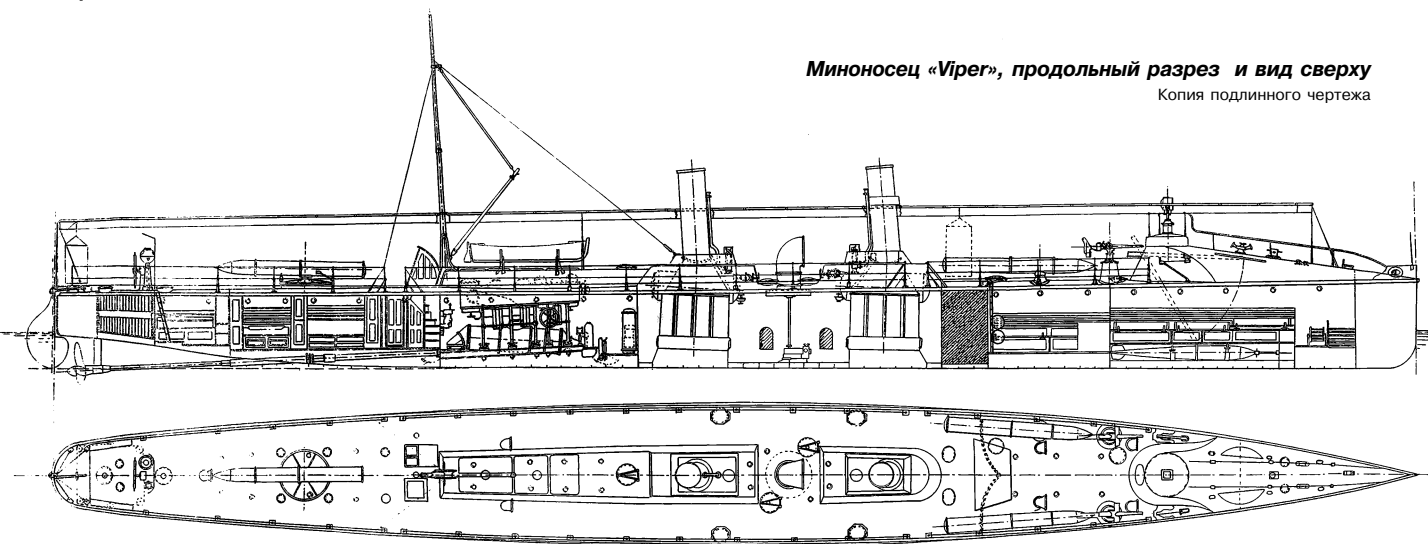 Миноносец «Viper», продольный разрез и вид сверху
Копия подлинного чертежа